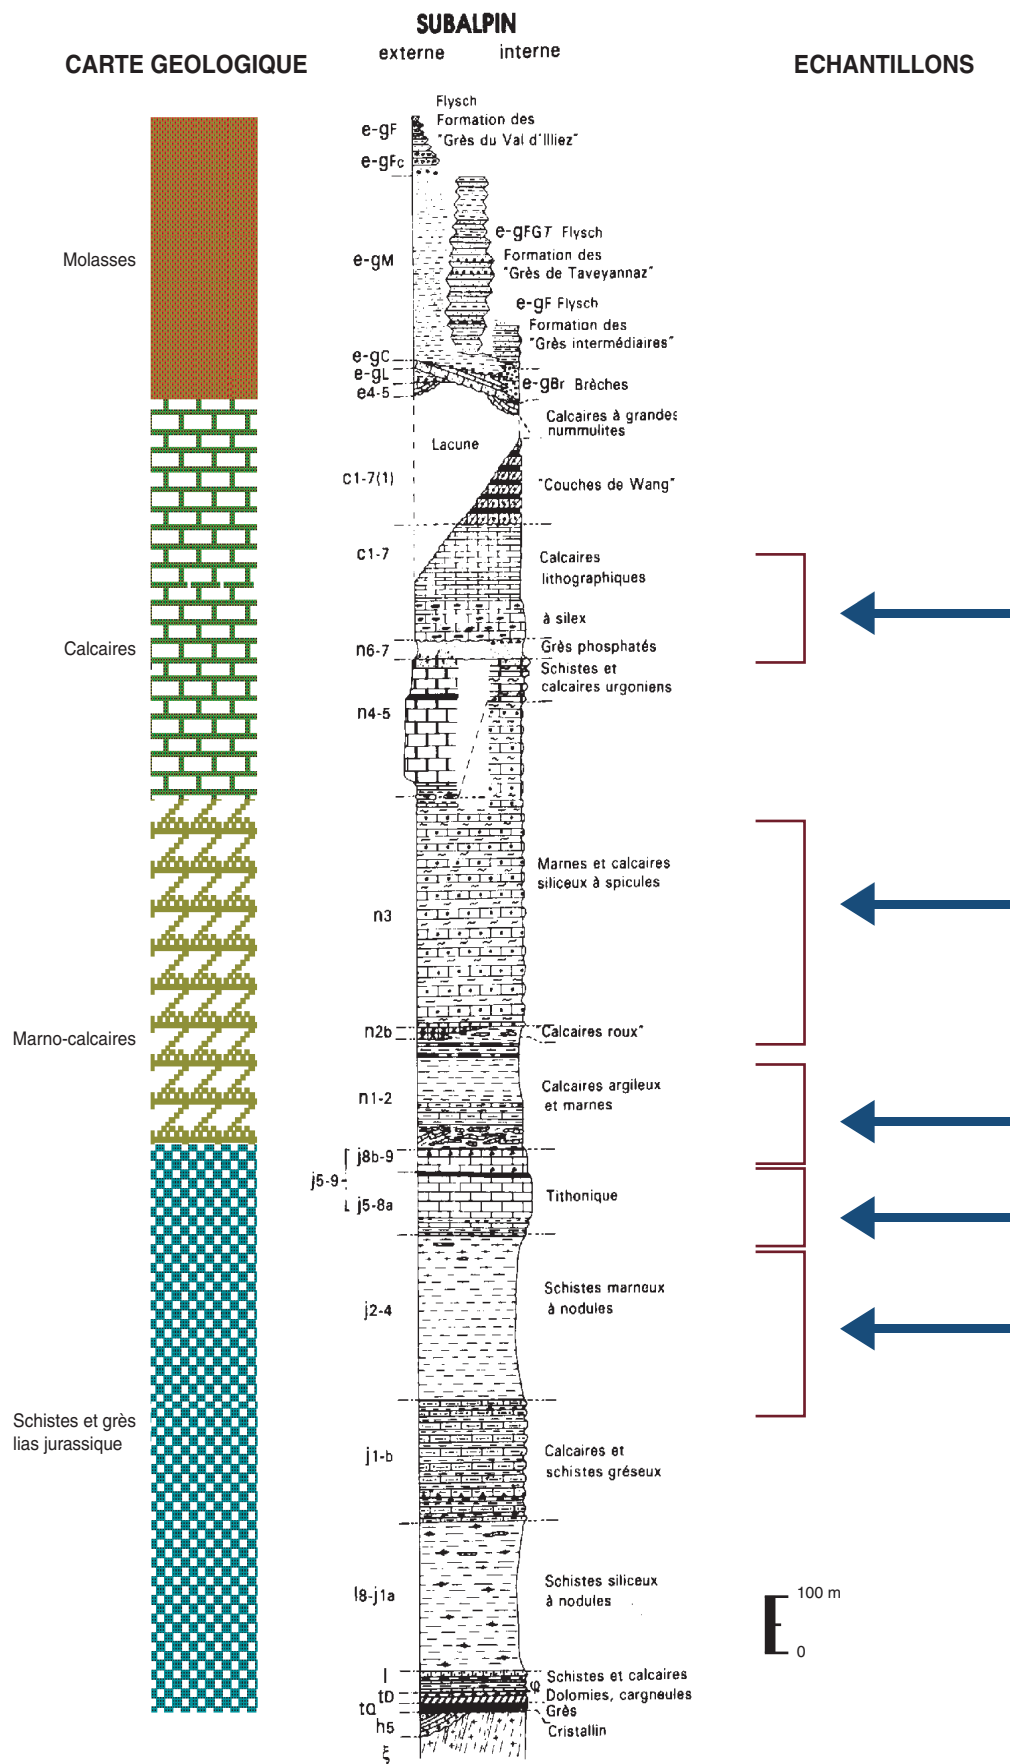 SUBALPIN
externe interne
CARTE GEOLOGIQUE
ECHANTILLONS
Flysch
Formation des
"Grès du Val d'Illiez"
e-gF
e-gFc
e-gFGT Flysch
Formation des
"Grès de Taveyannaz"
Molasses
e-gM
e-gF Flysch
Formation des
"Grès intermédiaires"
e-gC
e-gL
e4-5
e-gBr Brèches
Calcaires à grandes
nummulites
Lacune
c1-7(1)
"Couches de Wang"
c1-7
Calcaires
lithographiques
à silex
Calcaires
n6-7
Grès phosphatés
Schistes et
calcaires urgoniens
n4-5
Marnes et calcaires
siliceux à spicules
n3
n2b
Calcaires roux"
Marno-calcaires
n1-2
Calcaires argileux
et marnes
j8b-9
j5-9
j5-8a
Tithonique
j2-4
Schistes marneux
à nodules
Schistes et grès
lias jurassique
j1-b
Calcaires et
schistes gréseux
l8-j1a
Schistes siliceux
à nodules
100 m
0
l
φ
Schistes et calcaires
tD
Dolomies, cargneules
tQ
Grès
h5
Cristallin
ξ